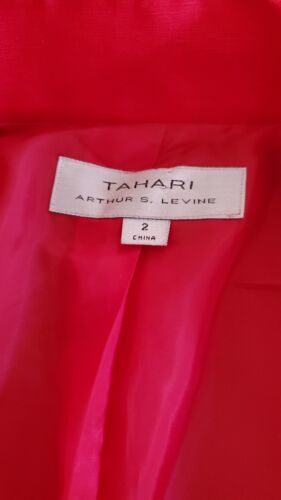 TAHARI
ARTHUR S. LEVINE
2
CHINA